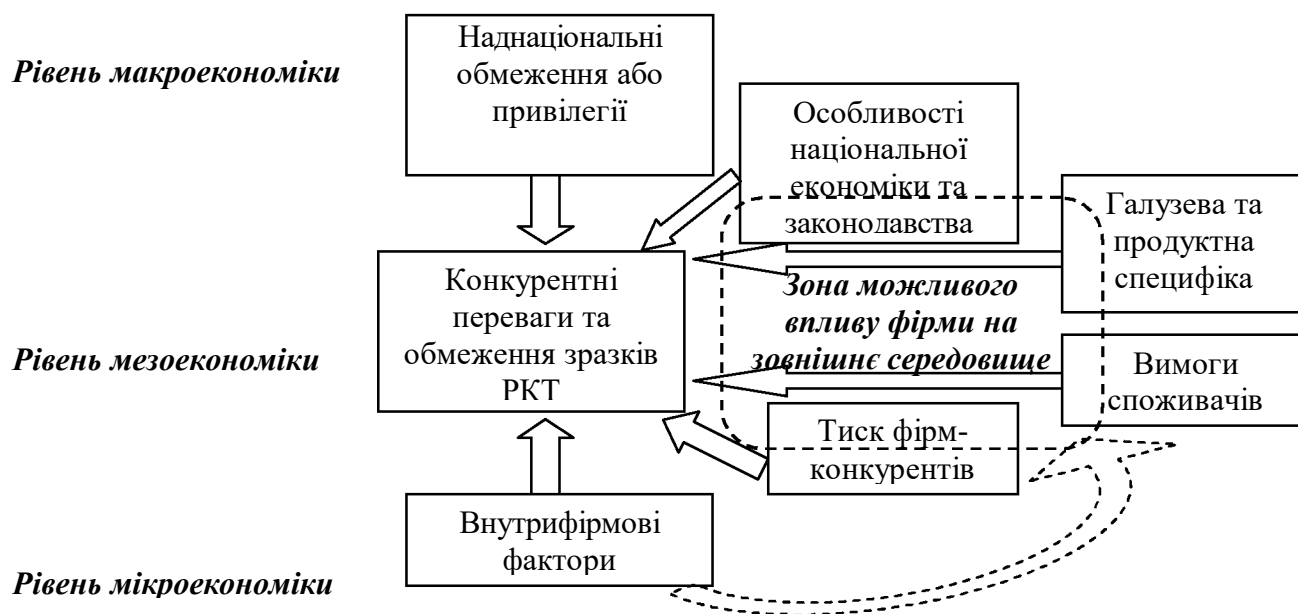 Рівень макроекономіки
Наднаціональні
обмеження або
привілегії
Особливості
національної
економіки та
законодавства
Галузева та
продуктна
специфіка
Рівень мезоекономіки
Конкурентні
переваги та
обмеження зразків
РКТ
Зона можливого
впливу фірми на
зовнішнє середовище
Вимоги
споживачів
Тиск фірм-
конкурентів
Рівень мікроекономіки
Внутрифірмові
фактори